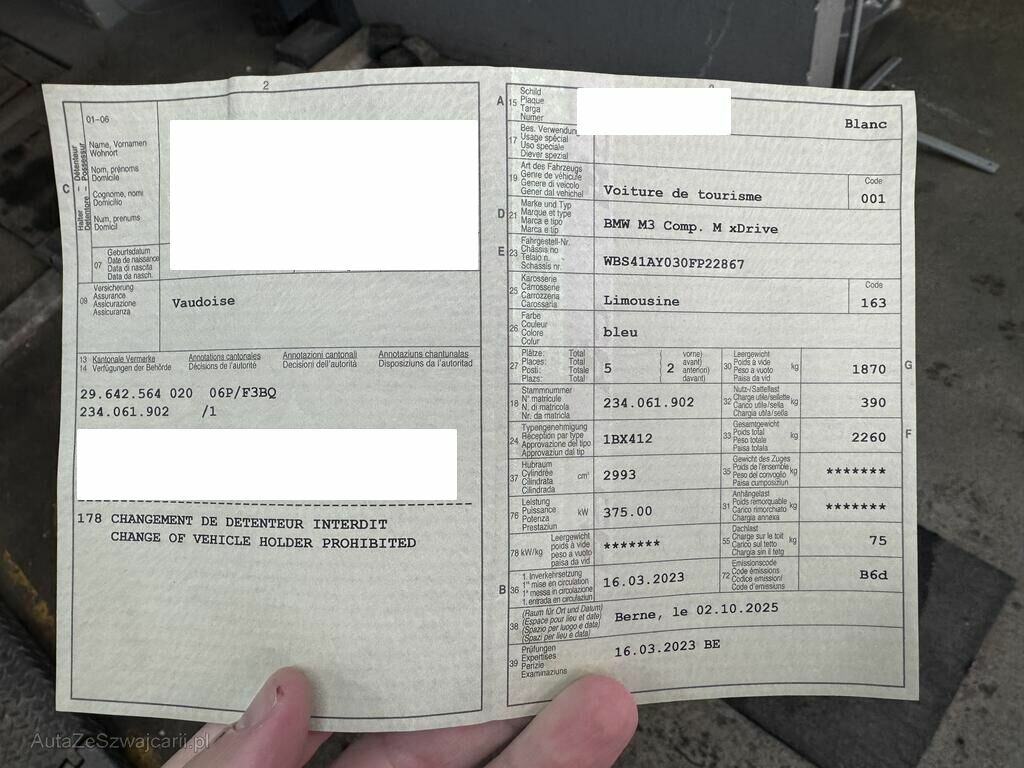 2
01-06
Halter – Détenteur
Detentore – Possessur
C
Name, Vornamen
Wohnort
Nom, prénoms
Domicile
Cognome, nomi
Domicilio
Num, prenums
Domicil
07
Geburtsdatum
Date de naissance
Data di nascita
Data da nasch.
09
Versicherung
Assurance
Assicurazione
Assicuranza
Vaudoise
13 Kantonale Vermerke Annotations cantonales Annotazioni cantonali Annotaziuns chantunalas
14 Verfügungen der Behörde Décisions de l'autorité Decisioni dell'autorità Disposiziuns da l'autoritad
29.642.564 020 06P/F3BQ
234.061.902 /1
178 CHANGEMENT DE DETENTEUR INTERDIT
CHANGE OF VEHICLE HOLDER PROHIBITED
A 15
Schild
Plaque
Targa
Numer
Blanc
17
Bes. Verwendung
Usage spécial
Uso speciale
Diever spezial
19
Art des Fahrzeugs
Genre de véhicule
Genere di veicolo
Gener dal vehichel
Voiture de tourisme
Code
001
D 21
Marke und Typ
Marque et type
Marca e tipo
Marca e tip
BMW M3 Comp. M xDrive
E 23
Fahrgestell-Nr.
Châssis no
Telaio n.
Schassis nr.
WBS41AY030FP22867
25
Karosserie
Carrosserie
Carrozzeria
Carossaria
Limousine
Code
163
26
Farbe
Couleur
Colore
Colur
bleu
27
Plätze: Total
Places: Total
Posti: Totale
Plazs: Total
5
( vorne)
( avant)
( anteriori)
( davant)
2
30
Leergewicht
Poids à vide
Peso a vuoto
Paisa da vid
kg
1870
G
18
Stammnummer
N° matricule
N. di matricola
Nr. da matricla
234.061.902
32
Nutz-/Sattellast
Charge utile/sellette
Carico utile/sella
Chargia utila/sella
kg
390
24
Typengenehmigung
Réception par type
Approvazione del tipo
Approvaziun dal tip
1BX412
33
Gesamtgewicht
Poids total
Peso totale
Paisa totala
kg
2260
F
37
Hubraum
Cylindrée
Cilindrata
Cilindrada
cm³
2993
35
Gewicht des Zuges
Poids de l'ensemble
Peso del convoglio
Paisa cumposiziun
kg
*******
76
Leistung
Puissance
Potenza
Prestaziun
kW
375.00
31
Anhängelast
Poids remorquable
Carico rimorchiato
Chargia annexa
kg
*******
78 kW/kg
Leergewicht
poids à vide
peso a vuoto
paisa da vid
*******
55
Dachlast
Charge sur le toit
Carico sul tetto
Chargia sin il tetg
kg
75
B 36
1. Inverkehrsetzung
1re mise en circulation
1a messa in circolazione
1. entrada en circulaziun
16.03.2023
72
Emissionscode
Code émissions
Codice emissioni
Code d'emissiuns
B6d
38
(Raum für Ort und Datum)
(Espace pour lieu et date)
(Spazio per luogo e data)
(Spazi per lieu e data)
Berne, le 02.10.2025
39
Prüfungen
Expertises
Perizie
Examinaziuns
16.03.2023 BE
AutaZeSzwajcarii.pl